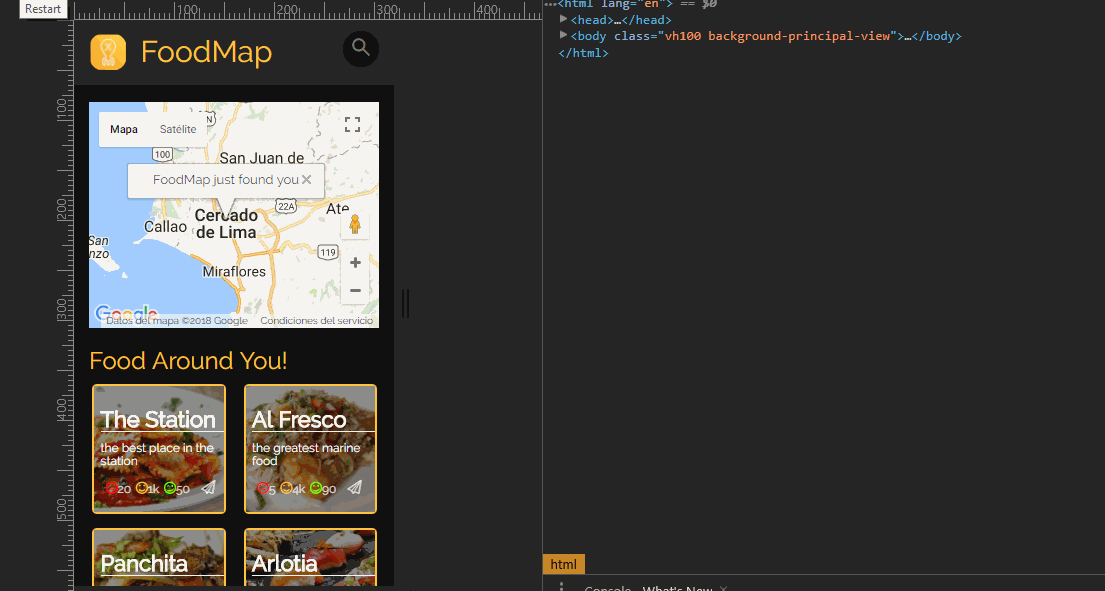 Restart
100
200
300
400
…<html lang="en"> == $0
<head>…</head>
<body class="vh100 background-principal-view">…</body>
</html>
FoodMap
100
200
300
400
500
Mapa Satélite
N
100
San Juan de
FoodMap just found you ×
22A
Cercado
de Lima
Ate
Callao
San
nzo
119
Miraflores
+
−
Google
Datos del mapa ©2018 Google Condiciones del servicio
Food Around You!
The Station
the best place in the
station
20 1k 50
Al Fresco
the greatest marine
food
5 4k 90
Panchita
Arlotia
html
Console What's New ×